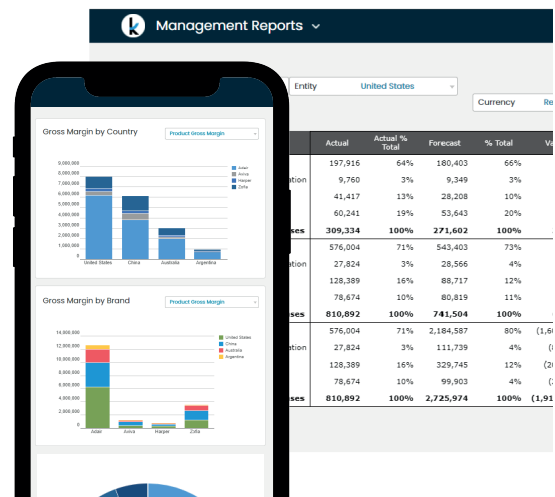 k Management Reports
Entity United States
Currency Re
Actual Actual % Total Forecast % Total Va
197,916 64% 180,403 66%
ation 9,760 3% 9,349 3%
41,417 13% 28,208 10%
60,241 19% 53,643 20%
ses 309,334 100% 271,602 100%
576,004 71% 543,403 73%
ation 27,824 3% 28,566 4%
128,389 16% 88,717 12%
78,674 10% 80,819 11%
ses 810,892 100% 741,504 100%
576,004 71% 2,184,587 80% (1,6
ation 27,824 3% 111,739 4% (8
128,389 16% 329,745 12% (20
78,674 10% 99,903 4% (2
ses 810,892 100% 2,725,974 100% (1,91
Gross Margin by Country Product Gross Margin
9,000,000
8,000,000
7,000,000
6,000,000
5,000,000
4,000,000
3,000,000
2,000,000
1,000,000
0
United States China Australia Argentina
Adair
Aviva
Harper
Zofia
Gross Margin by Brand Product Gross Margin
14,000,000
12,000,000
10,000,000
8,000,000
6,000,000
4,000,000
2,000,000
0
Adair Aviva Harper Zofia
United States
China
Australia
Argentina